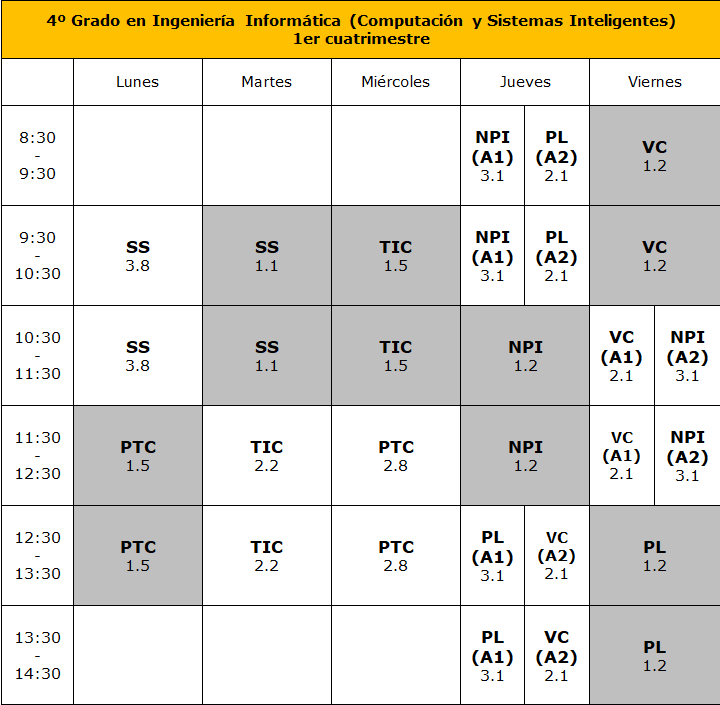 4º Grado en Ingeniería Informática (Computación y Sistemas Inteligentes)
1er cuatrimestre
Lunes Martes Miércoles Jueves Viernes
8:30
-
9:30
NPI
(A1)
3.1
PL
(A2)
2.1
VC
1.2
9:30
-
10:30
SS
3.8
SS
1.1
TIC
1.5
NPI
(A1)
3.1
PL
(A2)
2.1
VC
1.2
10:30
-
11:30
SS
3.8
SS
1.1
TIC
1.5
NPI
1.2
VC
(A1)
2.1
NPI
(A2)
3.1
11:30
-
12:30
PTC
1.5
TIC
2.2
PTC
2.8
NPI
1.2
VC
(A1)
2.1
NPI
(A2)
3.1
12:30
-
13:30
PTC
1.5
TIC
2.2
PTC
2.8
PL
(A1)
3.1
VC
(A2)
2.1
PL
1.2
13:30
-
14:30
PL
(A1)
3.1
VC
(A2)
2.1
PL
1.2